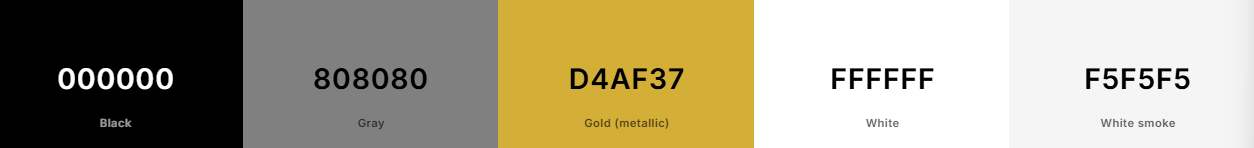 000000
Black
808080
Gray
D4AF37
Gold (metallic)
FFFFFF
White
F5F5F5
White smoke